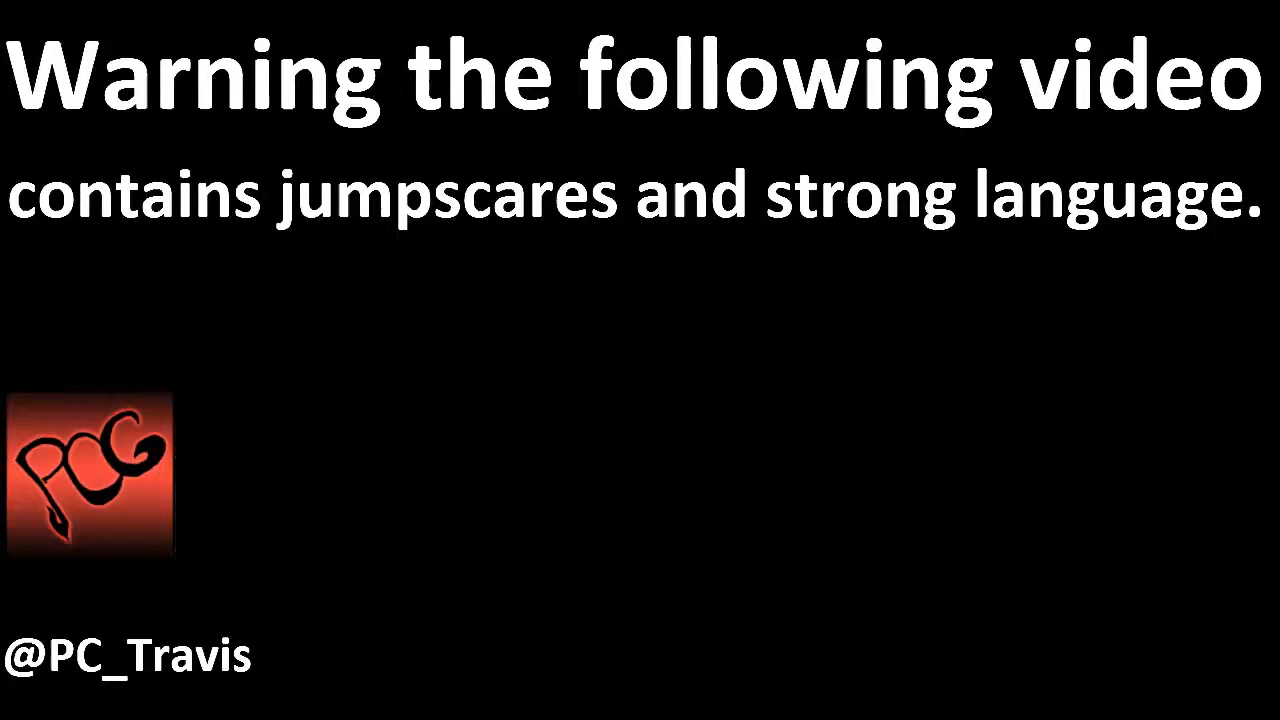 Warning the following video
contains jumpscares and strong language.
PCG
@PC_Travis